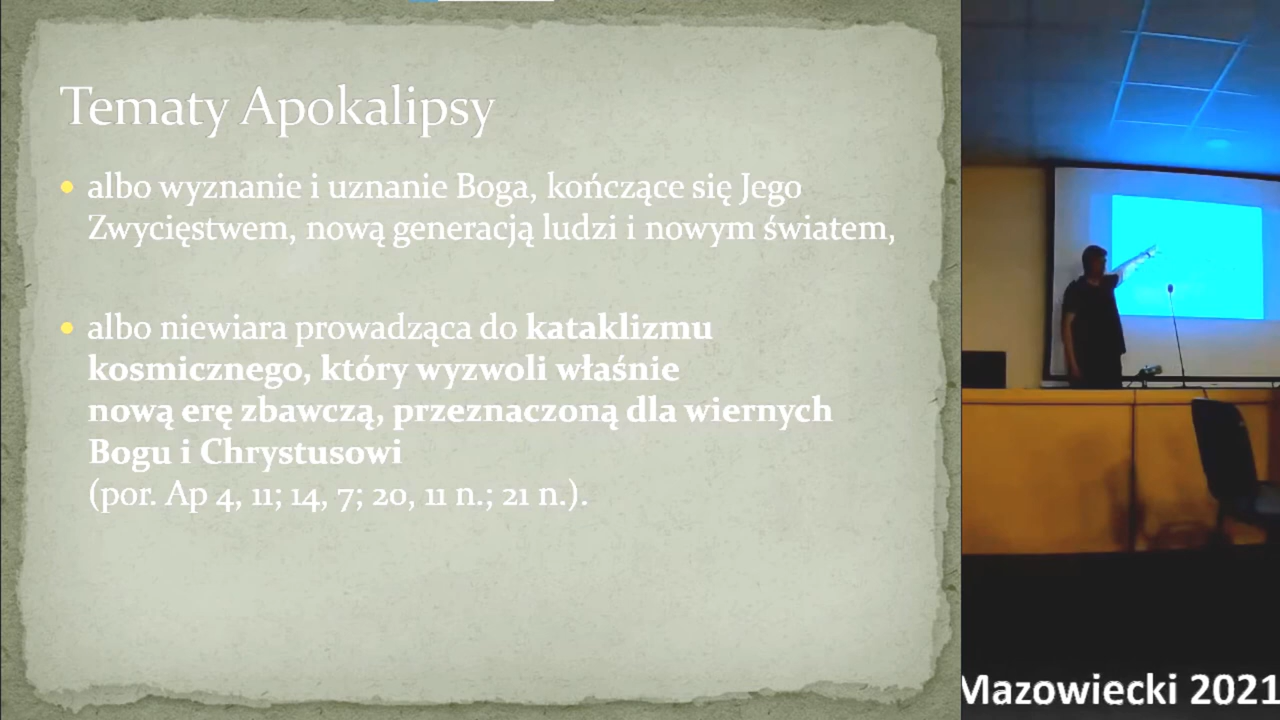 Tematy Apokalipsy
• albo wyznanie i uznanie Boga, kończące się Jego
Zwycięstwem, nową generacją ludzi i nowym światem,
• albo niewiara prowadząca do kataklizmu
kosmicznego, który wyzwoli właśnie
nową erę zbawczą, przeznaczoną dla wiernych
Bogu i Chrystusowi
(por. Ap 4, 11; 14, 7; 20, 11 n.; 21 n.).
Mazowiecki 2021